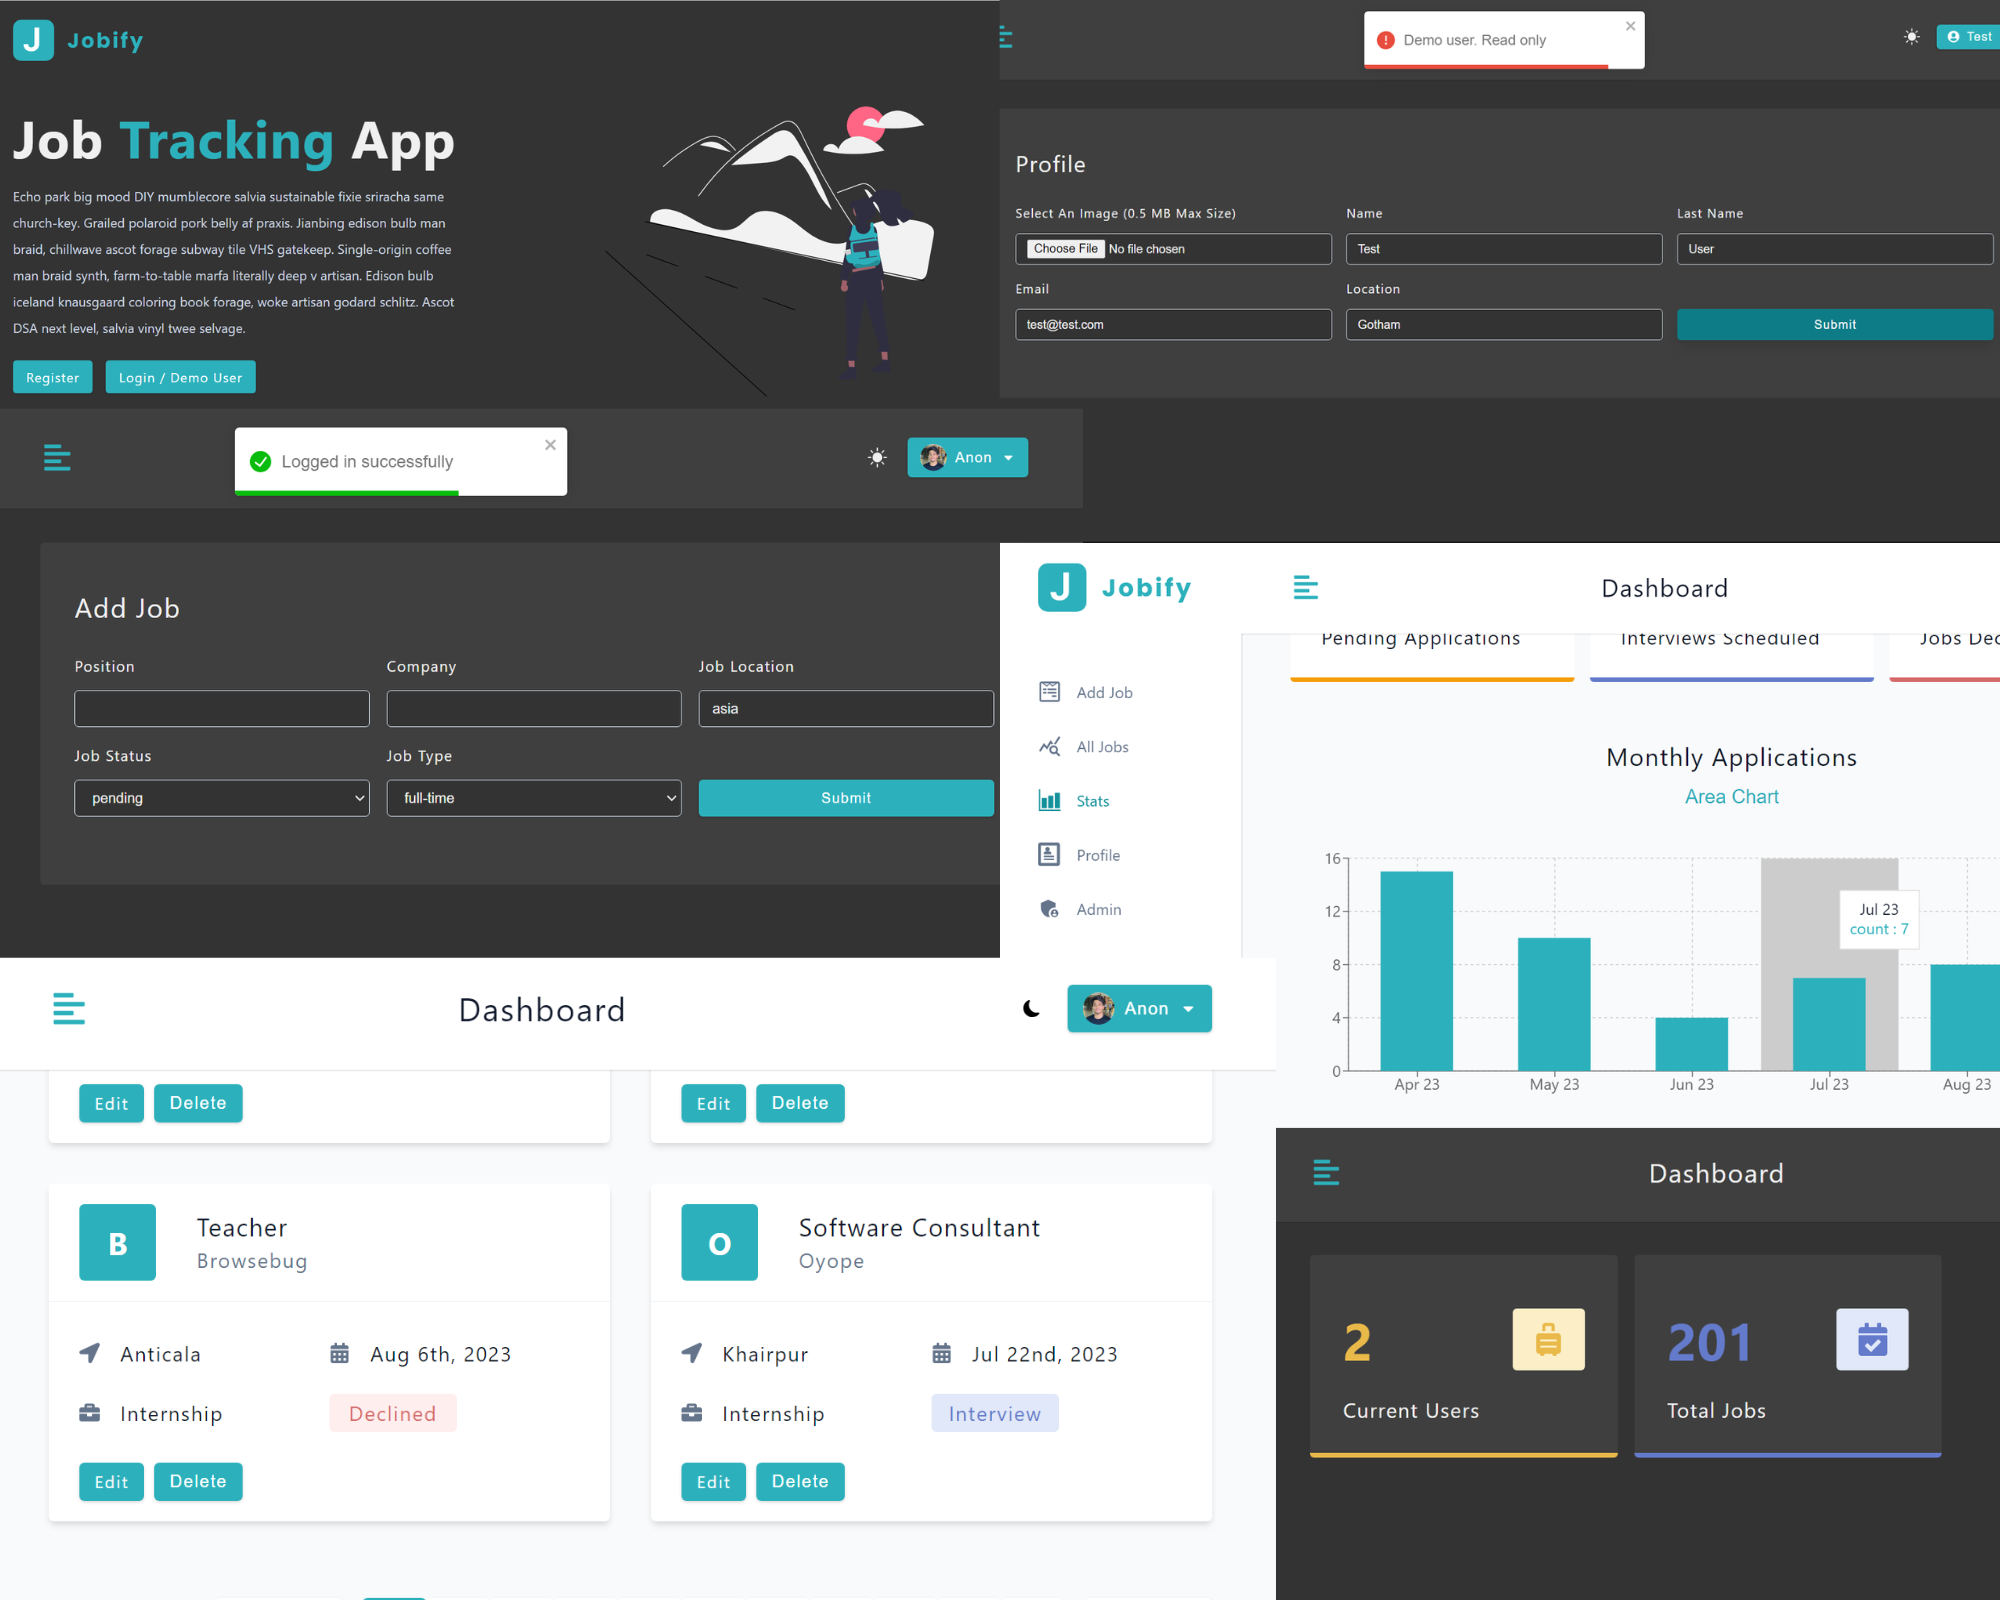 J Jobify
Job Tracking App
Echo park big mood DIY mumblecore salvia sustainable fixie sriracha same
church-key. Grailed polaroid pork belly af praxis. Jianbing edison bulb man
braid, chillwave ascot forage subway tile VHS gatekeep. Single-origin coffee
man braid synth, farm-to-table marfa literally deep v artisan. Edison bulb
iceland knausgaard coloring book forage, woke artisan godard schlitz. Ascot
DSA next level, salvia vinyl twee selvage.
Register Login / Demo User
Demo user. Read only
Test
Profile
Select An Image (0.5 MB Max Size) Name Last Name
Choose File No file chosen Test User
Email Location
test@test.com Gotham Submit
Logged in successfully
Anon
Add Job
Position Company Job Location
asia
Job Status Job Type
pending full-time Submit
J Jobify
Dashboard
Pending Applications Interviews Scheduled Jobs Dec
Add Job
All Jobs
Stats
Profile
Admin
Monthly Applications
Area Chart
16
12
8
4
0
Jul 23
count : 7
Apr 23 May 23 Jun 23 Jul 23 Aug 23
Dashboard
Anon
Edit Delete
Edit Delete
B
Teacher
Browsebug
Anticala Aug 6th, 2023
Internship Declined
Edit Delete
O
Software Consultant
Oyope
Khairpur Jul 22nd, 2023
Internship Interview
Edit Delete
Dashboard
2
Current Users
201
Total Jobs